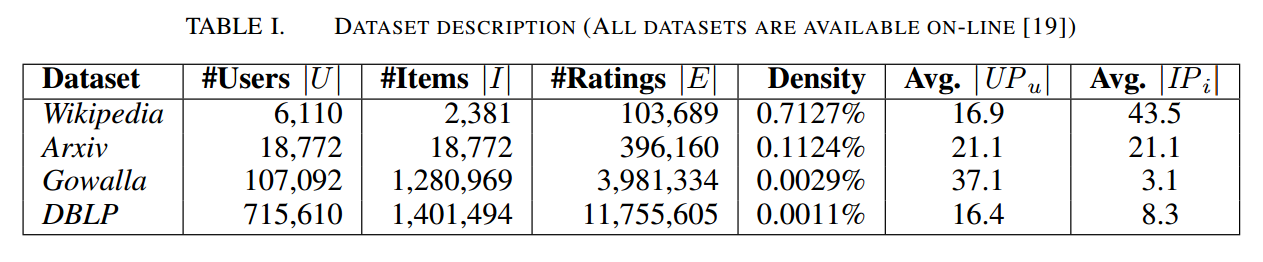 TABLE I. DATASET DESCRIPTION (ALL DATASETS ARE AVAILABLE ON-LINE [19])
Dataset #Users |U| #Items |I| #Ratings |E| Density Avg. |UPu| Avg. |IPi|
Wikipedia 6,110 2,381 103,689 0.7127% 16.9 43.5
Arxiv 18,772 18,772 396,160 0.1124% 21.1 21.1
Gowalla 107,092 1,280,969 3,981,334 0.0029% 37.1 3.1
DBLP 715,610 1,401,494 11,755,605 0.0011% 16.4 8.3